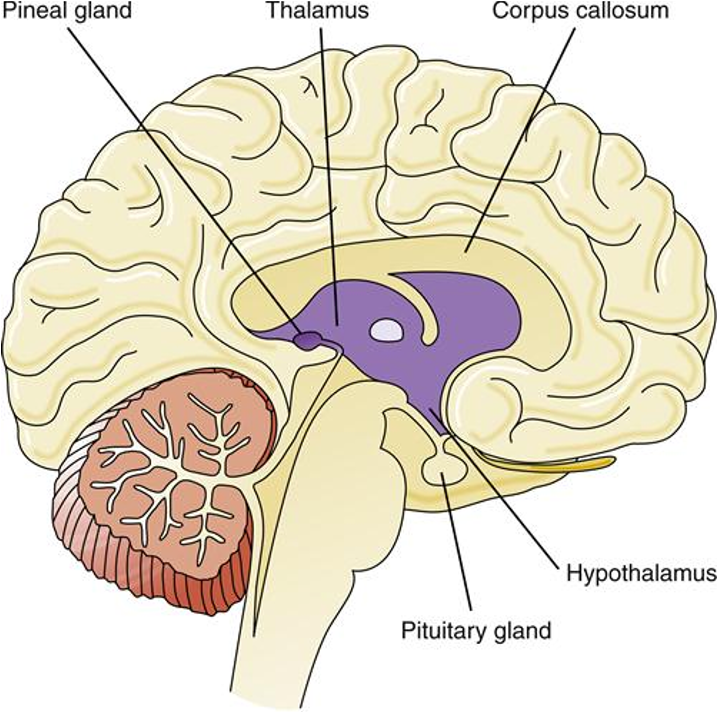 Pineal gland
Thalamus
Corpus callosum
Hypothalamus
Pituitary gland